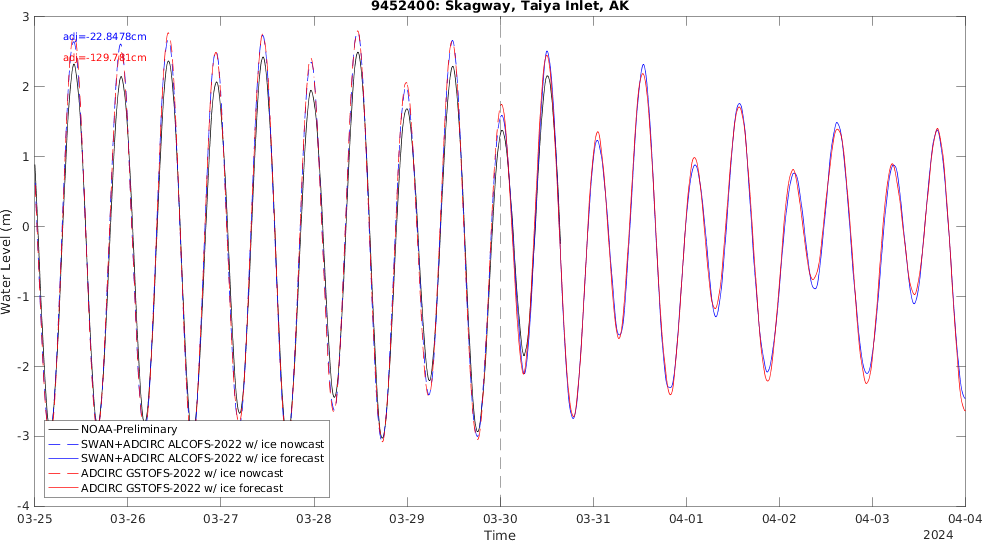 9452400: Skagway, Taiya Inlet, AK
adj=-22.8478cm
adj=-129.781cm
Water Level (m)
3
2
1
0
-1
-2
-3
-4
NOAA-Preliminary
SWAN+ADCIRC ALCOFS-2022 w/ ice nowcast
SWAN+ADCIRC ALCOFS-2022 w/ ice forecast
ADCIRC GSTOFS-2022 w/ ice nowcast
ADCIRC GSTOFS-2022 w/ ice forecast
03-25 03-26 03-27 03-28 03-29 03-30 03-31 04-01 04-02 04-03 04-04
Time
2024